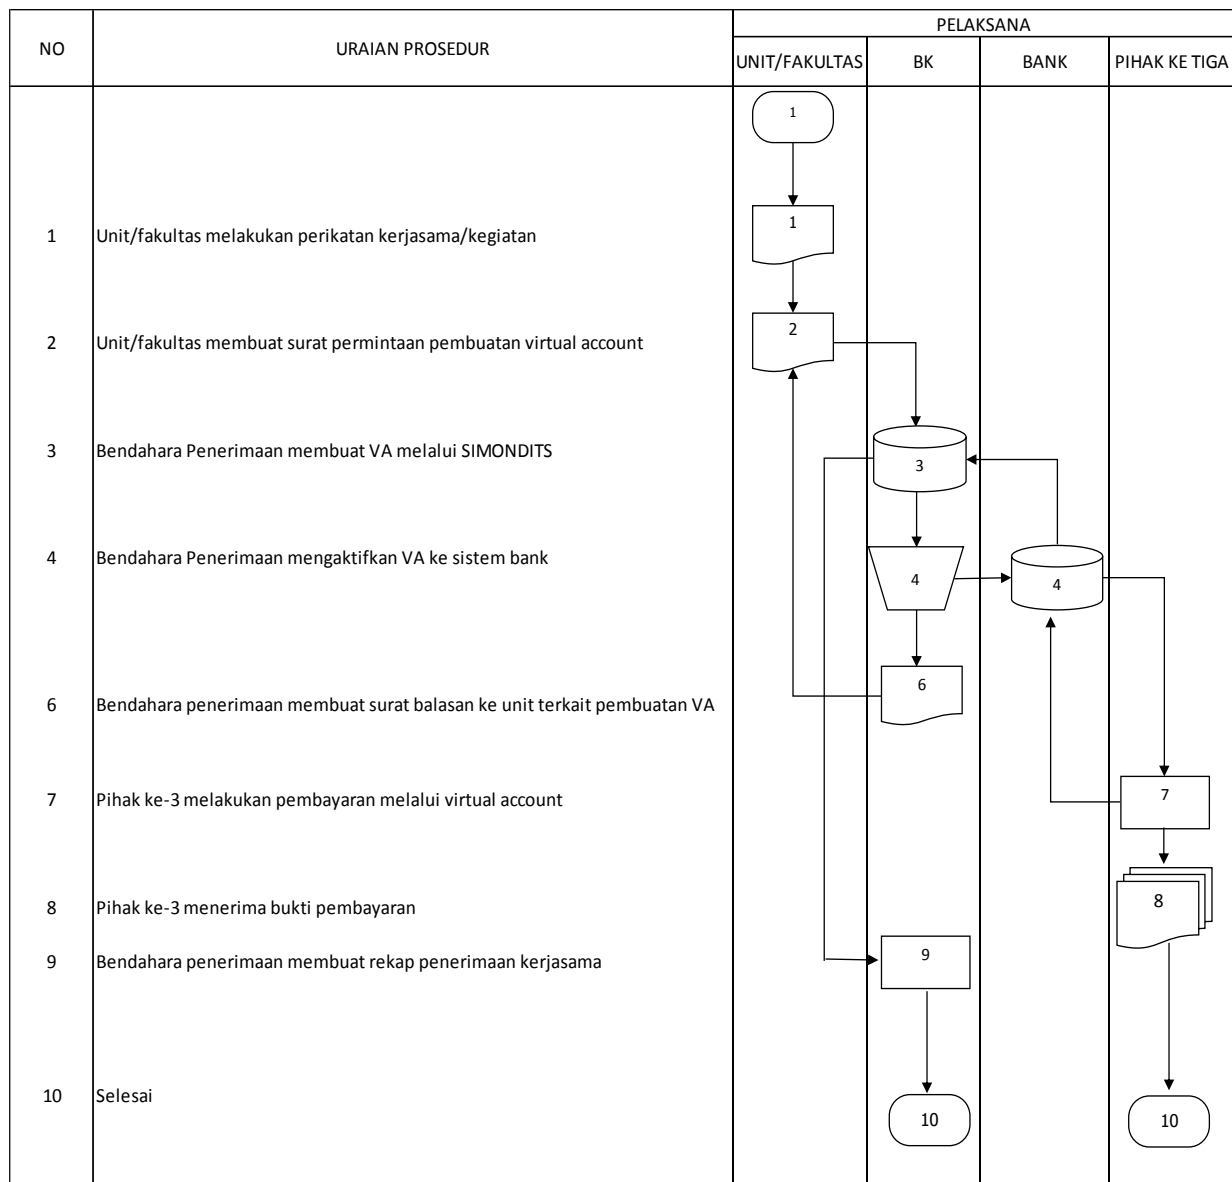 PELAKSANA
NO URAIAN PROSEDUR
UNIT/FAKULTAS BK BANK PIHAK KE TIGA
1
1 Unit/fakultas melakukan perikatan kerjasama/kegiatan 1
2 Unit/fakultas membuat surat permintaan pembuatan virtual account 2
3 Bendahara Penerimaan membuat VA melalui SIMONDITS 3
4 Bendahara Penerimaan mengaktifkan VA ke sistem bank 4 4
6 Bendahara penerimaan membuat surat balasan ke unit terkait pembuatan VA 6
7 Pihak ke-3 melakukan pembayaran melalui virtual account 7
8 Pihak ke-3 menerima bukti pembayaran 8
9 Bendahara penerimaan membuat rekap penerimaan kerjasama 9
10 Selesai 10 10